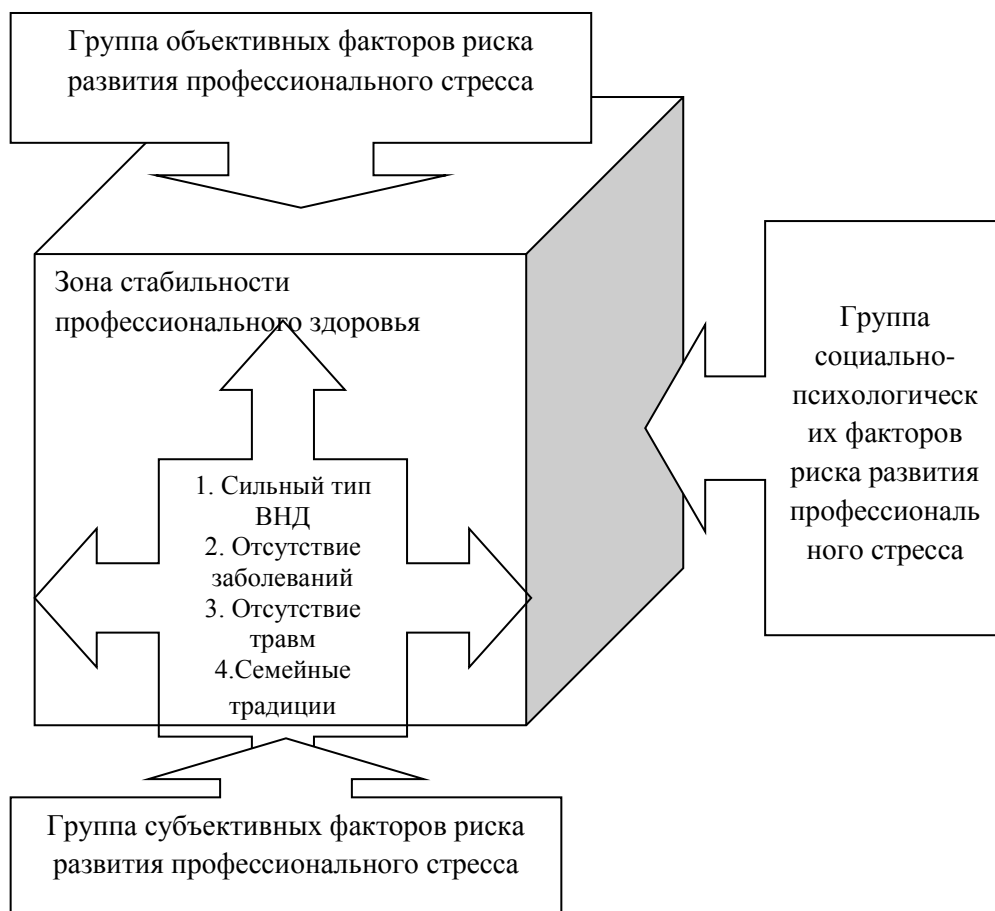 Группа объективных факторов риска
развития профессионального стресса
Зона стабильности
профессионального здоровья
Группа
социально-
психологическ
их факторов
риска развития
профессиональ
ного стресса
1. Сильный тип
ВНД
2. Отсутствие
заболеваний
3. Отсутствие
травм
4.Семейные
традиции
Группа субъективных факторов риска
развития профессионального стресса